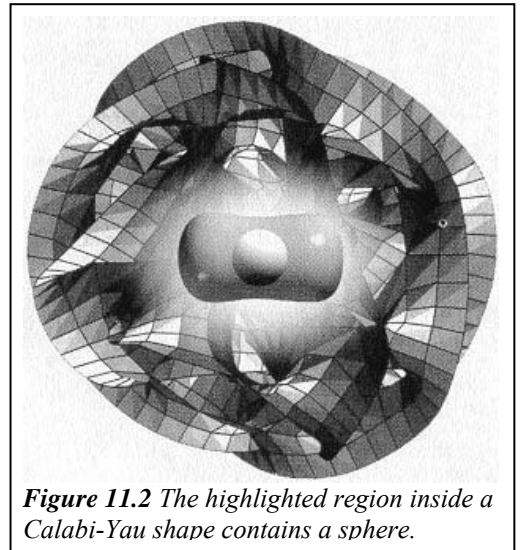 Figure 11.2 The highlighted region inside a
Calabi-Yau shape contains a sphere.